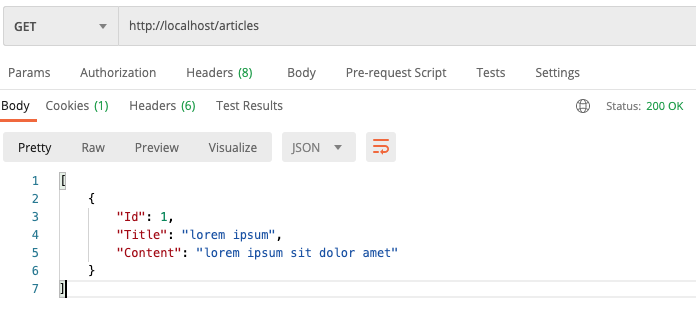 GET http://localhost/articles
Params Authorization Headers (8) Body Pre-request Script Tests Settings
Body Cookies (1) Headers (6) Test Results Status: 200 OK
Pretty Raw Preview Visualize JSON
1 [
2 {
3 "Id": 1,
4 "Title": "lorem ipsum",
5 "Content": "lorem ipsum sit dolor amet"
6 }
7 ]